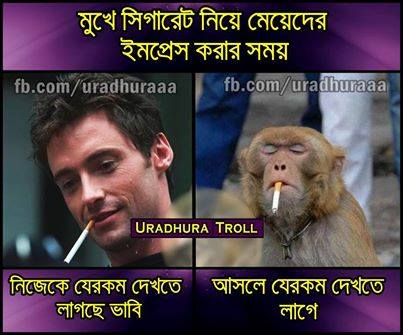 মুখে সিগারেট নিয়ে মেয়েদের
ইমপ্রেস করার সময়
fb.com/uradhuraaa
fb.com/uradhuraaa
URADHURA TROLL
নিজেকে যেরকম দেখতে
লাগছে ভাবি
আসলে যেরকম দেখতে
লাগে